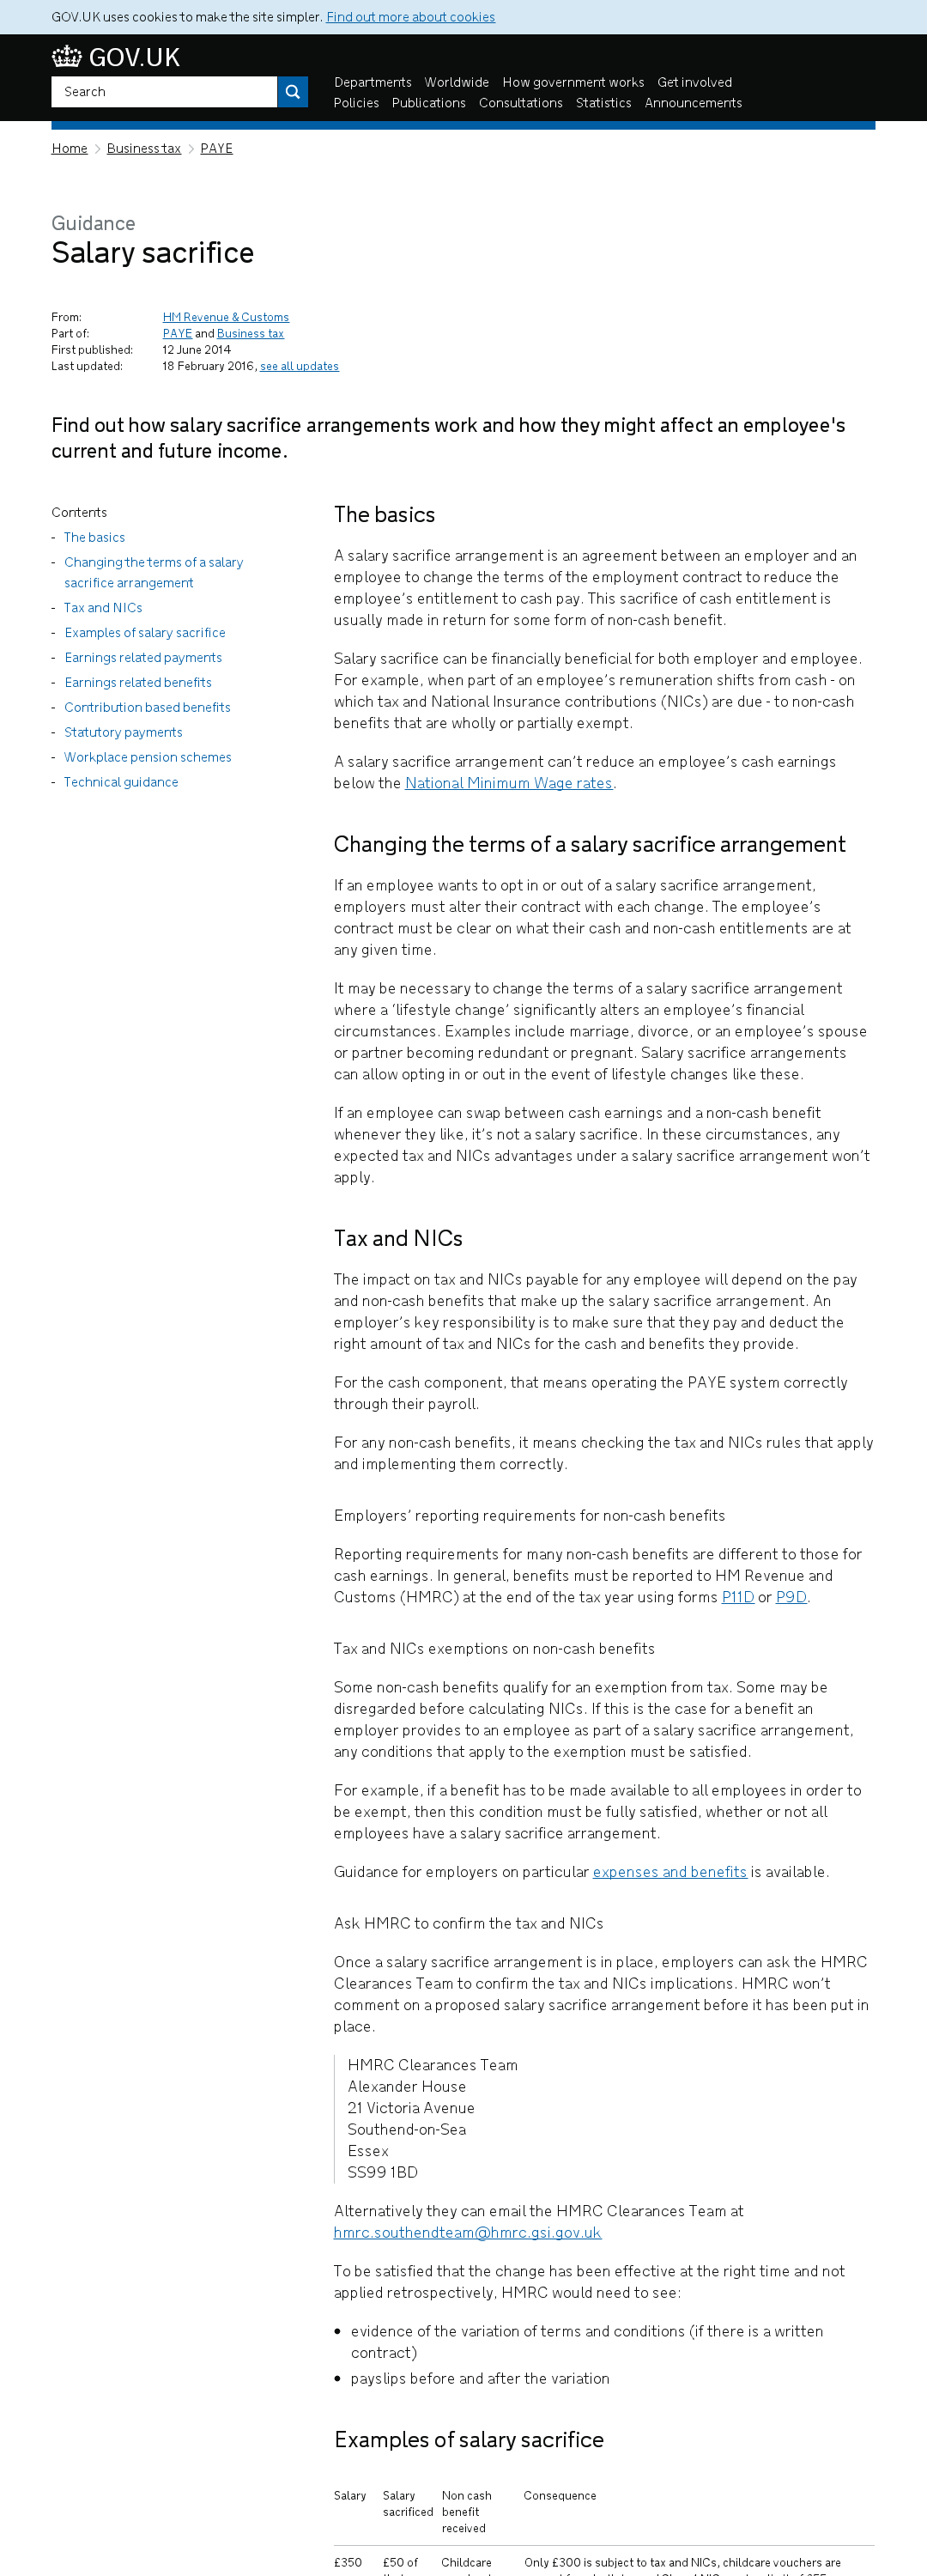 GOV.UK uses cookies to make the site simpler. Find out more about cookies
GOV.UK
Search
Departments Worldwide How government works Get involved
Policies Publications Consultations Statistics Announcements
Home Business tax PAYE
Guidance
Salary sacrifice
From: HM Revenue & Customs
Part of: PAYE and Business tax
First published: 12 June 2014
Last updated: 18 February 2016, see all updates
Find out how salary sacrifice arrangements work and how they might affect an employee's
current and future income.
Contents
- The basics
- Changing the terms of a salary
sacrifice arrangement
- Tax and NICs
- Examples of salary sacrifice
- Earnings related payments
- Earnings related benefits
- Contribution based benefits
- Statutory payments
- Workplace pension schemes
- Technical guidance
The basics
A salary sacrifice arrangement is an agreement between an employer and an
employee to change the terms of the employment contract to reduce the
employee's entitlement to cash pay. This sacrifice of cash entitlement is
usually made in return for some form of non-cash benefit.
Salary sacrifice can be financially beneficial for both employer and employee.
For example, when part of an employee's remuneration shifts from cash - on
which tax and National Insurance contributions (NICs) are due - to non-cash
benefits that are wholly or partially exempt.
A salary sacrifice arrangement can't reduce an employee's cash earnings
below the National Minimum Wage rates.
Changing the terms of a salary sacrifice arrangement
If an employee wants to opt in or out of a salary sacrifice arrangement,
employers must alter their contract with each change. The employee's
contract must be clear on what their cash and non-cash entitlements are at
any given time.
It may be necessary to change the terms of a salary sacrifice arrangement
where a 'lifestyle change' significantly alters an employee's financial
circumstances. Examples include marriage, divorce, or an employee's spouse
or partner becoming redundant or pregnant. Salary sacrifice arrangements
can allow opting in or out in the event of lifestyle changes like these.
If an employee can swap between cash earnings and a non-cash benefit
whenever they like, it's not a salary sacrifice. In these circumstances, any
expected tax and NICs advantages under a salary sacrifice arrangement won't
apply.
Tax and NICs
The impact on tax and NICs payable for any employee will depend on the pay
and non-cash benefits that make up the salary sacrifice arrangement. An
employer's key responsibility is to make sure that they pay and deduct the
right amount of tax and NICs for the cash and benefits they provide.
For the cash component, that means operating the PAYE system correctly
through their payroll.
For any non-cash benefits, it means checking the tax and NICs rules that apply
and implementing them correctly.
Employers' reporting requirements for non-cash benefits
Reporting requirements for many non-cash benefits are different to those for
cash earnings. In general, benefits must be reported to HM Revenue and
Customs (HMRC) at the end of the tax year using forms P11D or P9D.
Tax and NICs exemptions on non-cash benefits
Some non-cash benefits qualify for an exemption from tax. Some may be
disregarded before calculating NICs. If this is the case for a benefit an
employer provides to an employee as part of a salary sacrifice arrangement,
any conditions that apply to the exemption must be satisfied.
For example, if a benefit has to be made available to all employees in order to
be exempt, then this condition must be fully satisfied, whether or not all
employees have a salary sacrifice arrangement.
Guidance for employers on particular expenses and benefits is available.
Ask HMRC to confirm the tax and NICs
Once a salary sacrifice arrangement is in place, employers can ask the HMRC
Clearances Team to confirm the tax and NICs implications. HMRC won't
comment on a proposed salary sacrifice arrangement before it has been put in
place.
HMRC Clearances Team
Alexander House
21 Victoria Avenue
Southend-on-Sea
Essex
SS99 1BD
Alternatively they can email the HMRC Clearances Team at
hmrc.southendteam@hmrc.gsi.gov.uk
To be satisfied that the change has been effective at the right time and not
applied retrospectively, HMRC would need to see:
• evidence of the variation of terms and conditions (if there is a written
contract)
• payslips before and after the variation
Examples of salary sacrifice
Salary Salary Non cash Consequence
sacrificed benefit
received
£350 £50 of Childcare Only £300 is subject to tax and NICs, childcare vouchers are